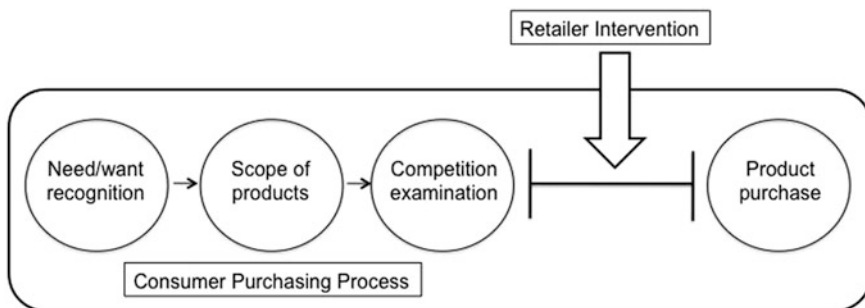 Retailer Intervention
Need/want
recognition
Scope of
products
Competition
examination
Product
purchase
Consumer Purchasing Process